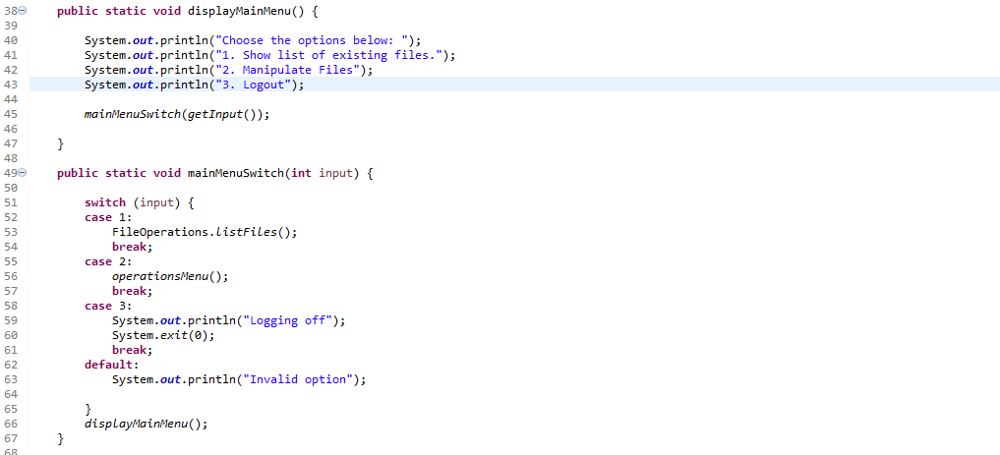 38 public static void displayMainMenu() {
39
40 System.out.println("Choose the options below: ");
41 System.out.println("1. Show list of existing files.");
42 System.out.println("2. Manipulate Files");
43 System.out.println("3. Logout");
44
45 mainMenuSwitch(getInput());
46
47 }
48
49 public static void mainMenuSwitch(int input) {
50
51 switch (input) {
52 case 1:
53 FileOperations.listFiles();
54 break;
55 case 2:
56 operationsMenu();
57 break;
58 case 3:
59 System.out.println("Logging off");
60 System.exit(0);
61 break;
62 default:
63 System.out.println("Invalid option");
64
65 }
66 displayMainMenu();
67 }
68